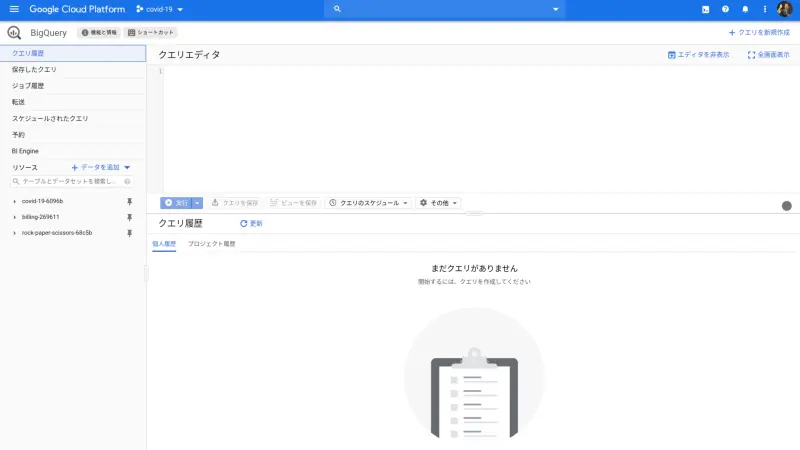 Google Cloud Platform
covid-19
BigQuery
機能と情報
ショートカット
クエリを新規作成
クエリ履歴
保存したクエリ
ジョブ履歴
転送
スケジュールされたクエリ
予約
BI Engine
リソース
データを追加
テーブルとデータセットを検索し...
covid-19-6096b
billing-269611
rock-paper-scissors-68c5b
クエリエディタ
エディタを非表示
全画面表示
1
実行
クエリを保存
ビューを保存
クエリのスケジュール
その他
クエリ履歴
更新
個人履歴
プロジェクト履歴
まだクエリがありません
開始するには、クエリを作成してください